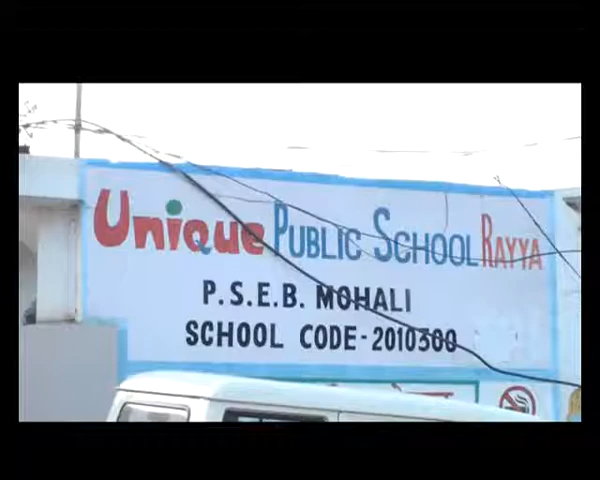 Unique Public School Rayya
P.S.E.B. MOHALI
SCHOOL CODE-2010300